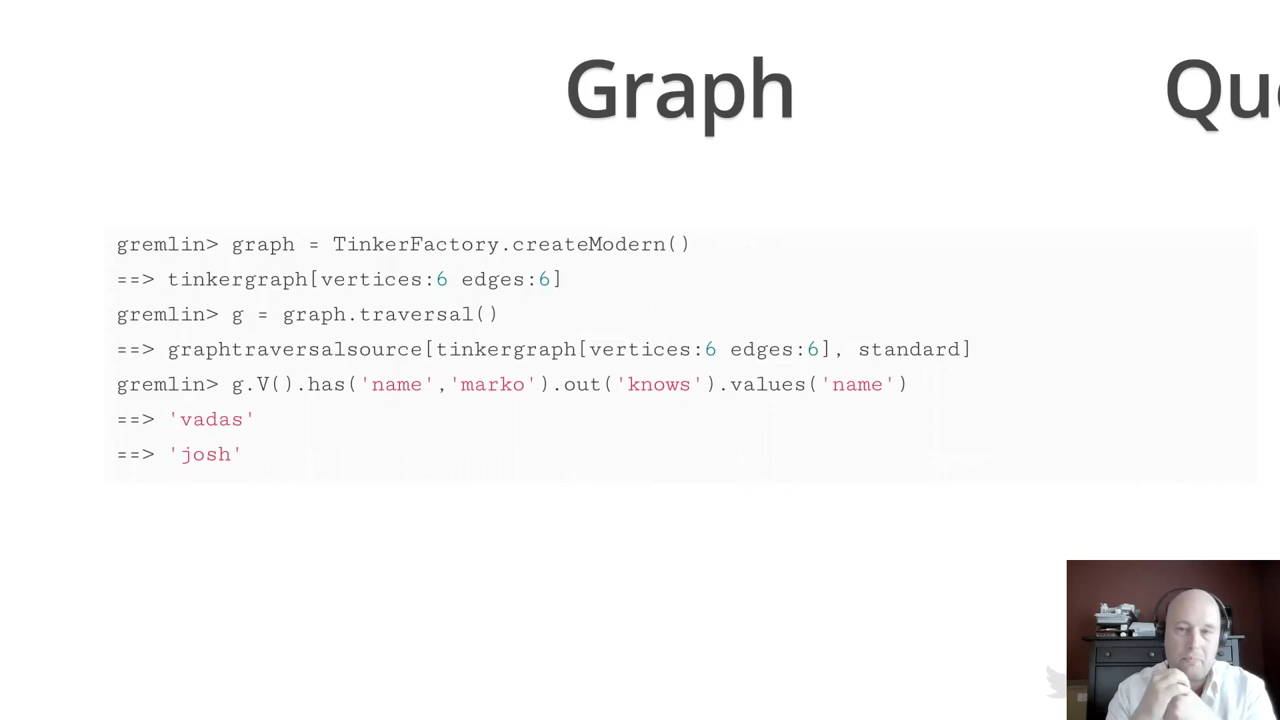 Graph
gremlin> graph = TinkerFactory.createModern()
==> tinkergraph[vertices:6 edges:6]
gremlin> g = graph.traversal()
==> graphtraversalsource[tinkergraph[vertices:6 edges:6], standard]
gremlin> g.V().has('name','marko').out('knows').values('name')
==> 'vadas'
==> 'josh'